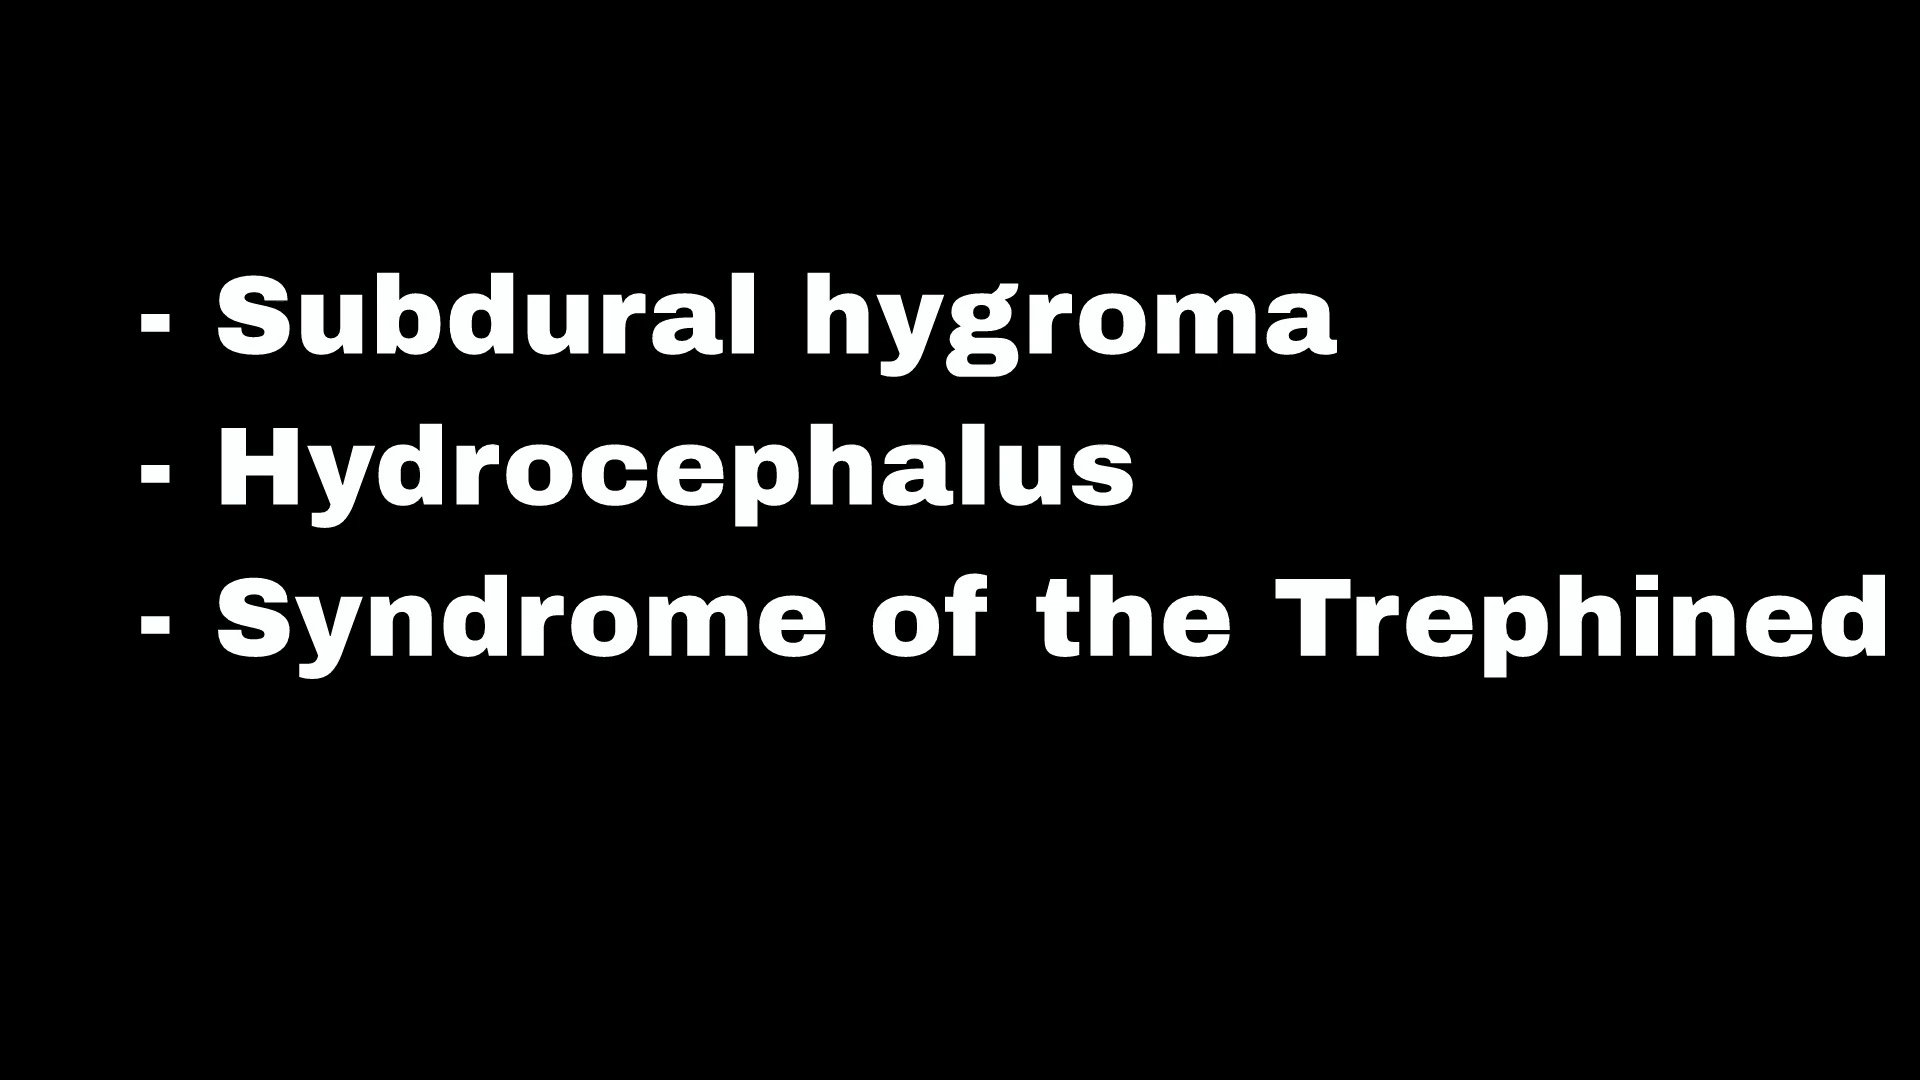 - Subdural hygroma
- Hydrocephalus
- Syndrome of the Trephined